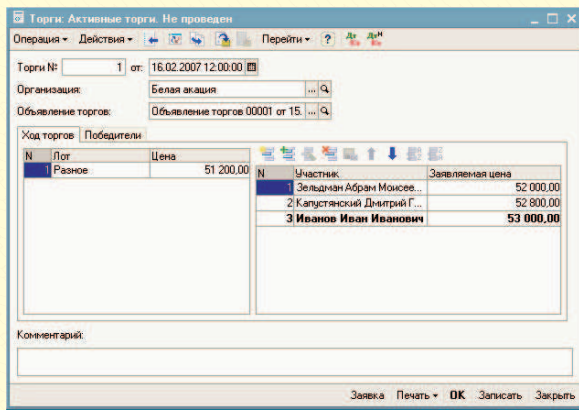 Торги: Активные торги. Не проведен
Операция Действия Перейти ?
Торги №: 1 от: 16.02.2007 12:00:00
Организация: Белая акация ...
Объявление торгов: Объявление торгов 00001 от 15. ...
Ход торгов Победители
N Лот Цена
1 Разное 51 200,00
N Участник Заявляемая цена
1 Зельдман Абрам Моисее... 52 000,00
2 Капустянский Дмитрий Г... 52 800,00
3 Иванов Иван Иванович 53 000,00
Комментарий:
Заявка Печать OK Записать Закрыть